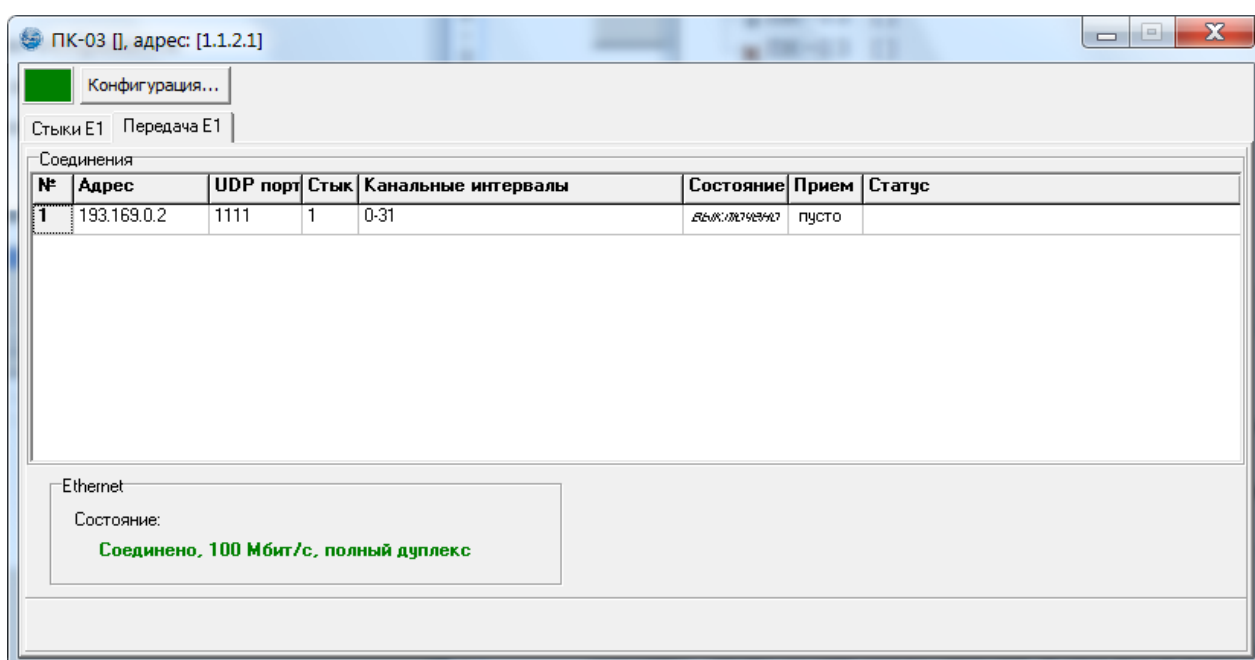 ПК-03 [], адрес: [1.1.2.1]
Конфигурация...
Стыки Е1 Передача Е1
Соединения
№ Адрес UDP порт Стык Канальные интервалы Состояние Прием Статус
1 193.169.0.2 1111 1 0-31 выключено пусто
Ethernet
Состояние:
Соединено, 100 Мбит/с, полный дуплекс